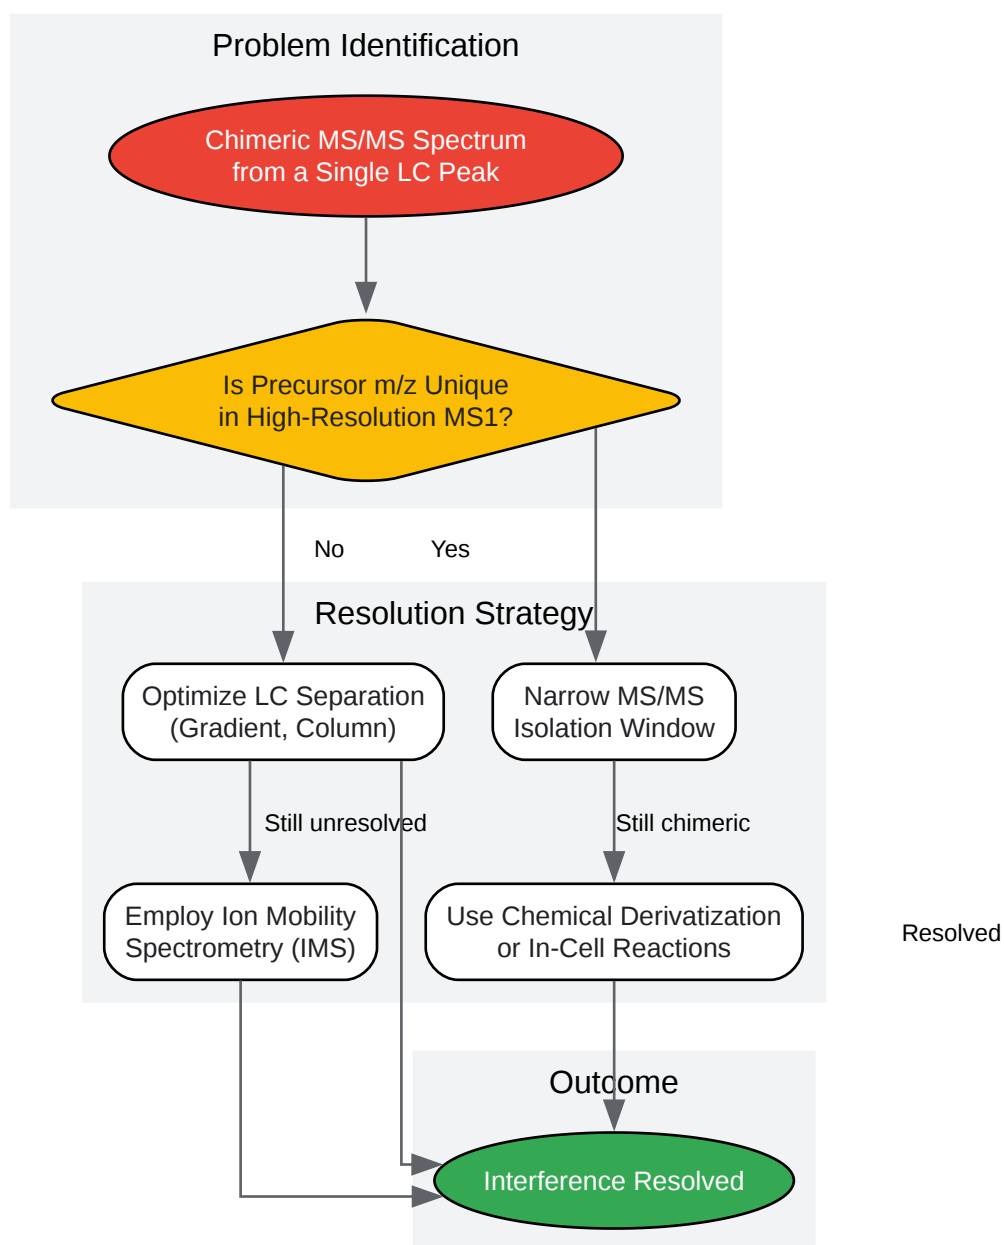 Problem Identification
Chimeric MS/MS Spectrum
from a Single LC Peak
Is Precursor m/z Unique
in High-Resolution MS1?
No
Yes
Resolution Strategy
Optimize LC Separation
(Gradient, Column)
Narrow MS/MS
Isolation Window
Still unresolved
Still chimeric
Employ Ion Mobility
Spectrometry (IMS)
Use Chemical Derivatization
or In-Cell Reactions
Resolved
Outcome
Interference Resolved